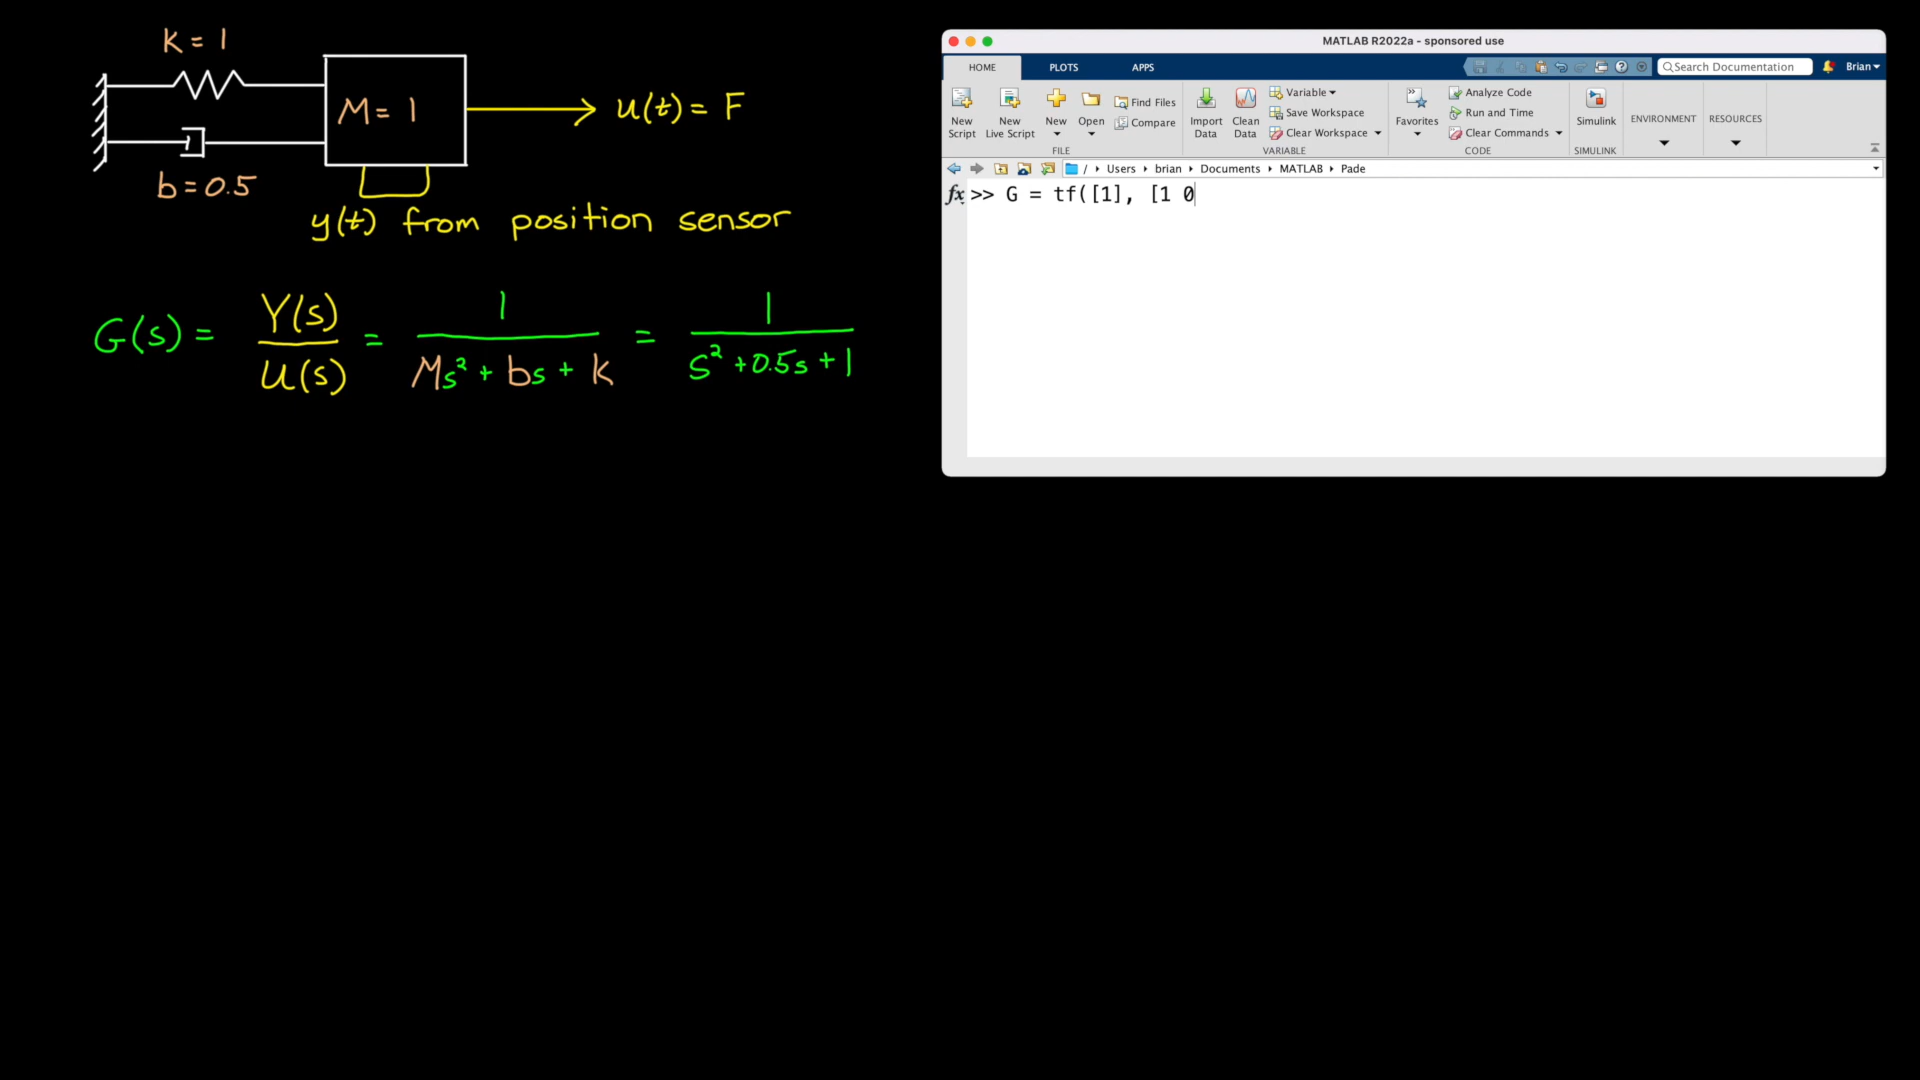 k = 1
M = 1
u(t) = F
b = 0.5
y(t) from position sensor
G(s) = Y(s) / U(s) = 1 / (Ms² + bs + k) = 1 / (s² + 0.5s + 1)
MATLAB R2022a - sponsored use
HOME PLOTS APPS Search Documentation Brian
New Script
New Live Script
New
Open
Find Files
Compare
FILE
Import Data
Clean Data
Variable
Save Workspace
Clear Workspace
VARIABLE
Favorites
Analyze Code
Run and Time
Clear Commands
CODE
Simulink
SIMULINK
ENVIRONMENT
RESOURCES
/ Users brian Documents MATLAB Pade
fx >> G = tf([1], [1 0